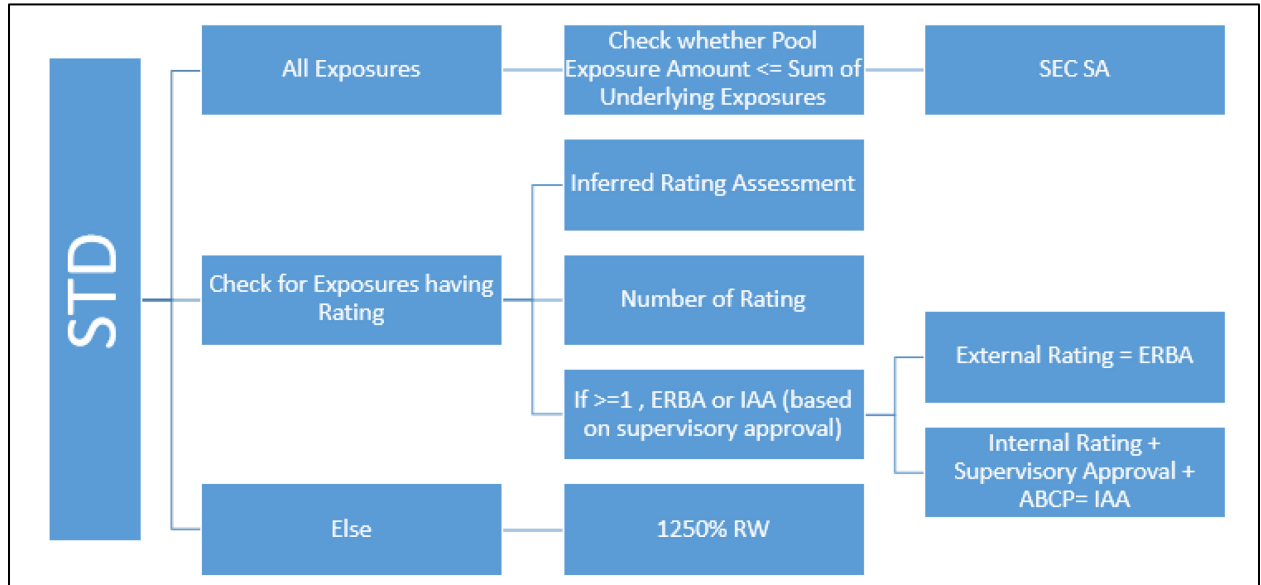 STD
All Exposures
Check whether Pool
Exposure Amount <= Sum of
Underlying Exposures
SEC SA
Check for Exposures having
Rating
Inferred Rating Assessment
Number of Rating
If >=1 , ERBA or IAA (based
on supervisory approval)
External Rating = ERBA
Internal Rating +
Supervisory Approval +
ABCP= IAA
Else
1250% RW